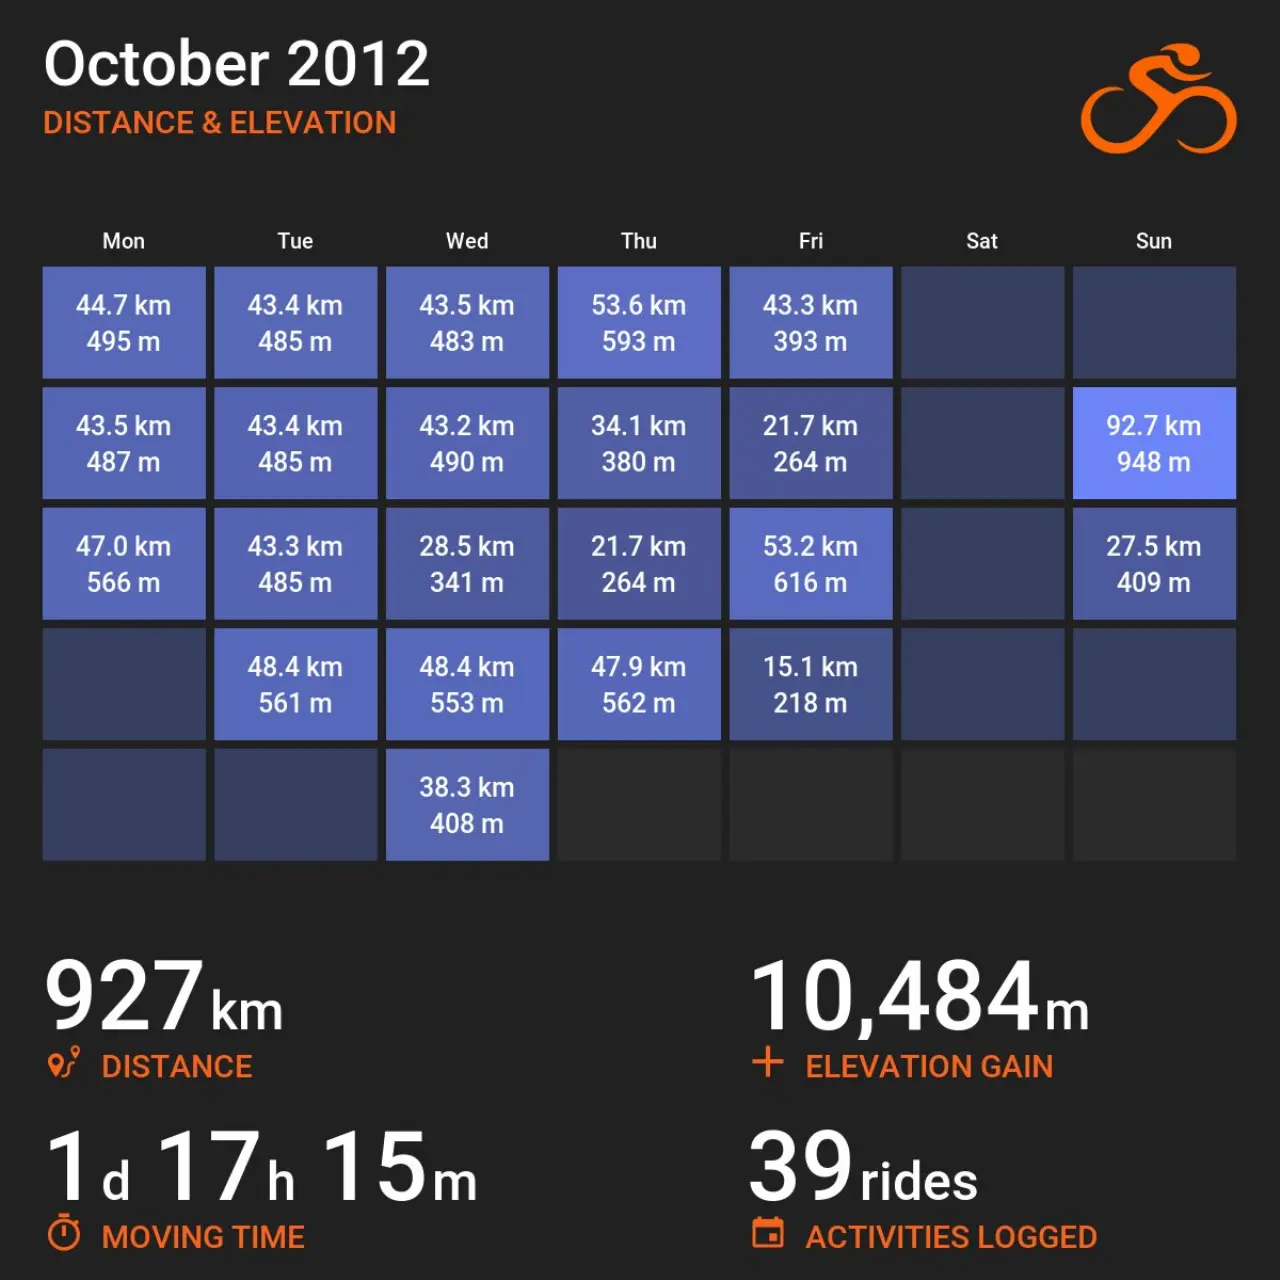 October 2012
DISTANCE & ELEVATION
Mon Tue Wed Thu Fri Sat Sun
44.7 km 43.4 km 43.5 km 53.6 km 43.3 km
495 m 485 m 483 m 593 m 393 m
43.5 km 43.4 km 43.2 km 34.1 km 21.7 km 92.7 km
487 m 485 m 490 m 380 m 264 m 948 m
47.0 km 43.3 km 28.5 km 21.7 km 53.2 km 27.5 km
566 m 485 m 341 m 264 m 616 m 409 m
48.4 km 48.4 km 47.9 km 15.1 km
561 m 553 m 562 m 218 m
38.3 km
408 m
927 km 10,484 m
DISTANCE ELEVATION GAIN
1d 17h 15m 39 rides
MOVING TIME ACTIVITIES LOGGED